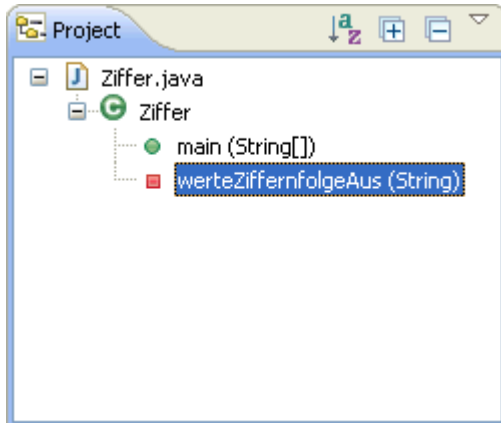 Project
Ziffer.java
Ziffer
main (String[])
werteZiffernfolgeAus (String)